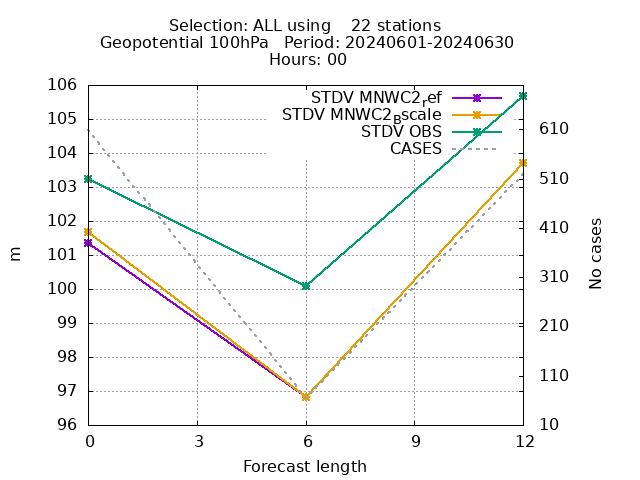 Selection: ALL using    22 stations
Geopotential 100hPa   Period: 20240601-20240630
Hours: 00
STDV MNWC2ref
STDV MNWC2Bscale
STDV OBS
CASES
106
105
104
103
102
101
100
99
98
97
96
m
610
510
410
310
210
110
10
No cases
0
3
6
9
12
Forecast length